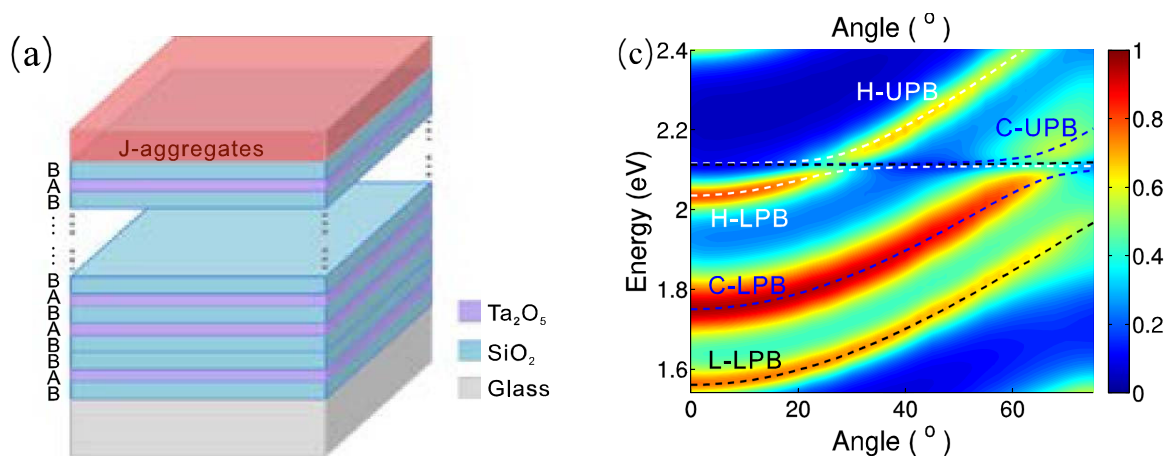 (a)
J-aggregates
B
A
B
B
A
B
A
B
B
A
B
Ta₂O₅
SiO₂
Glass
Angle (°)
(c)
2.4
2.2
2
1.8
1.6
Energy (eV)
H-UPB
C-UPB
H-LPB
C-LPB
L-LPB
0
20
40
60
Angle (°)
1
0.8
0.6
0.4
0.2
0